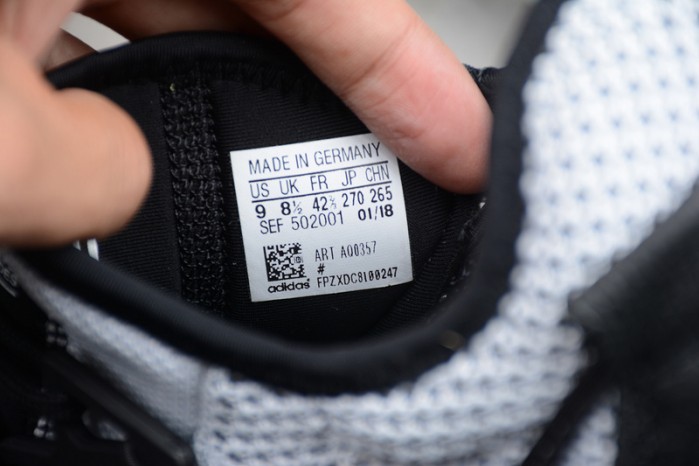 MADE IN GERMANY
US UK FR JP CHN
9 8½ 42⅔ 270 265
SEF 502001 01/18
ART AQ0357
#
adidas FPZXDC8100247